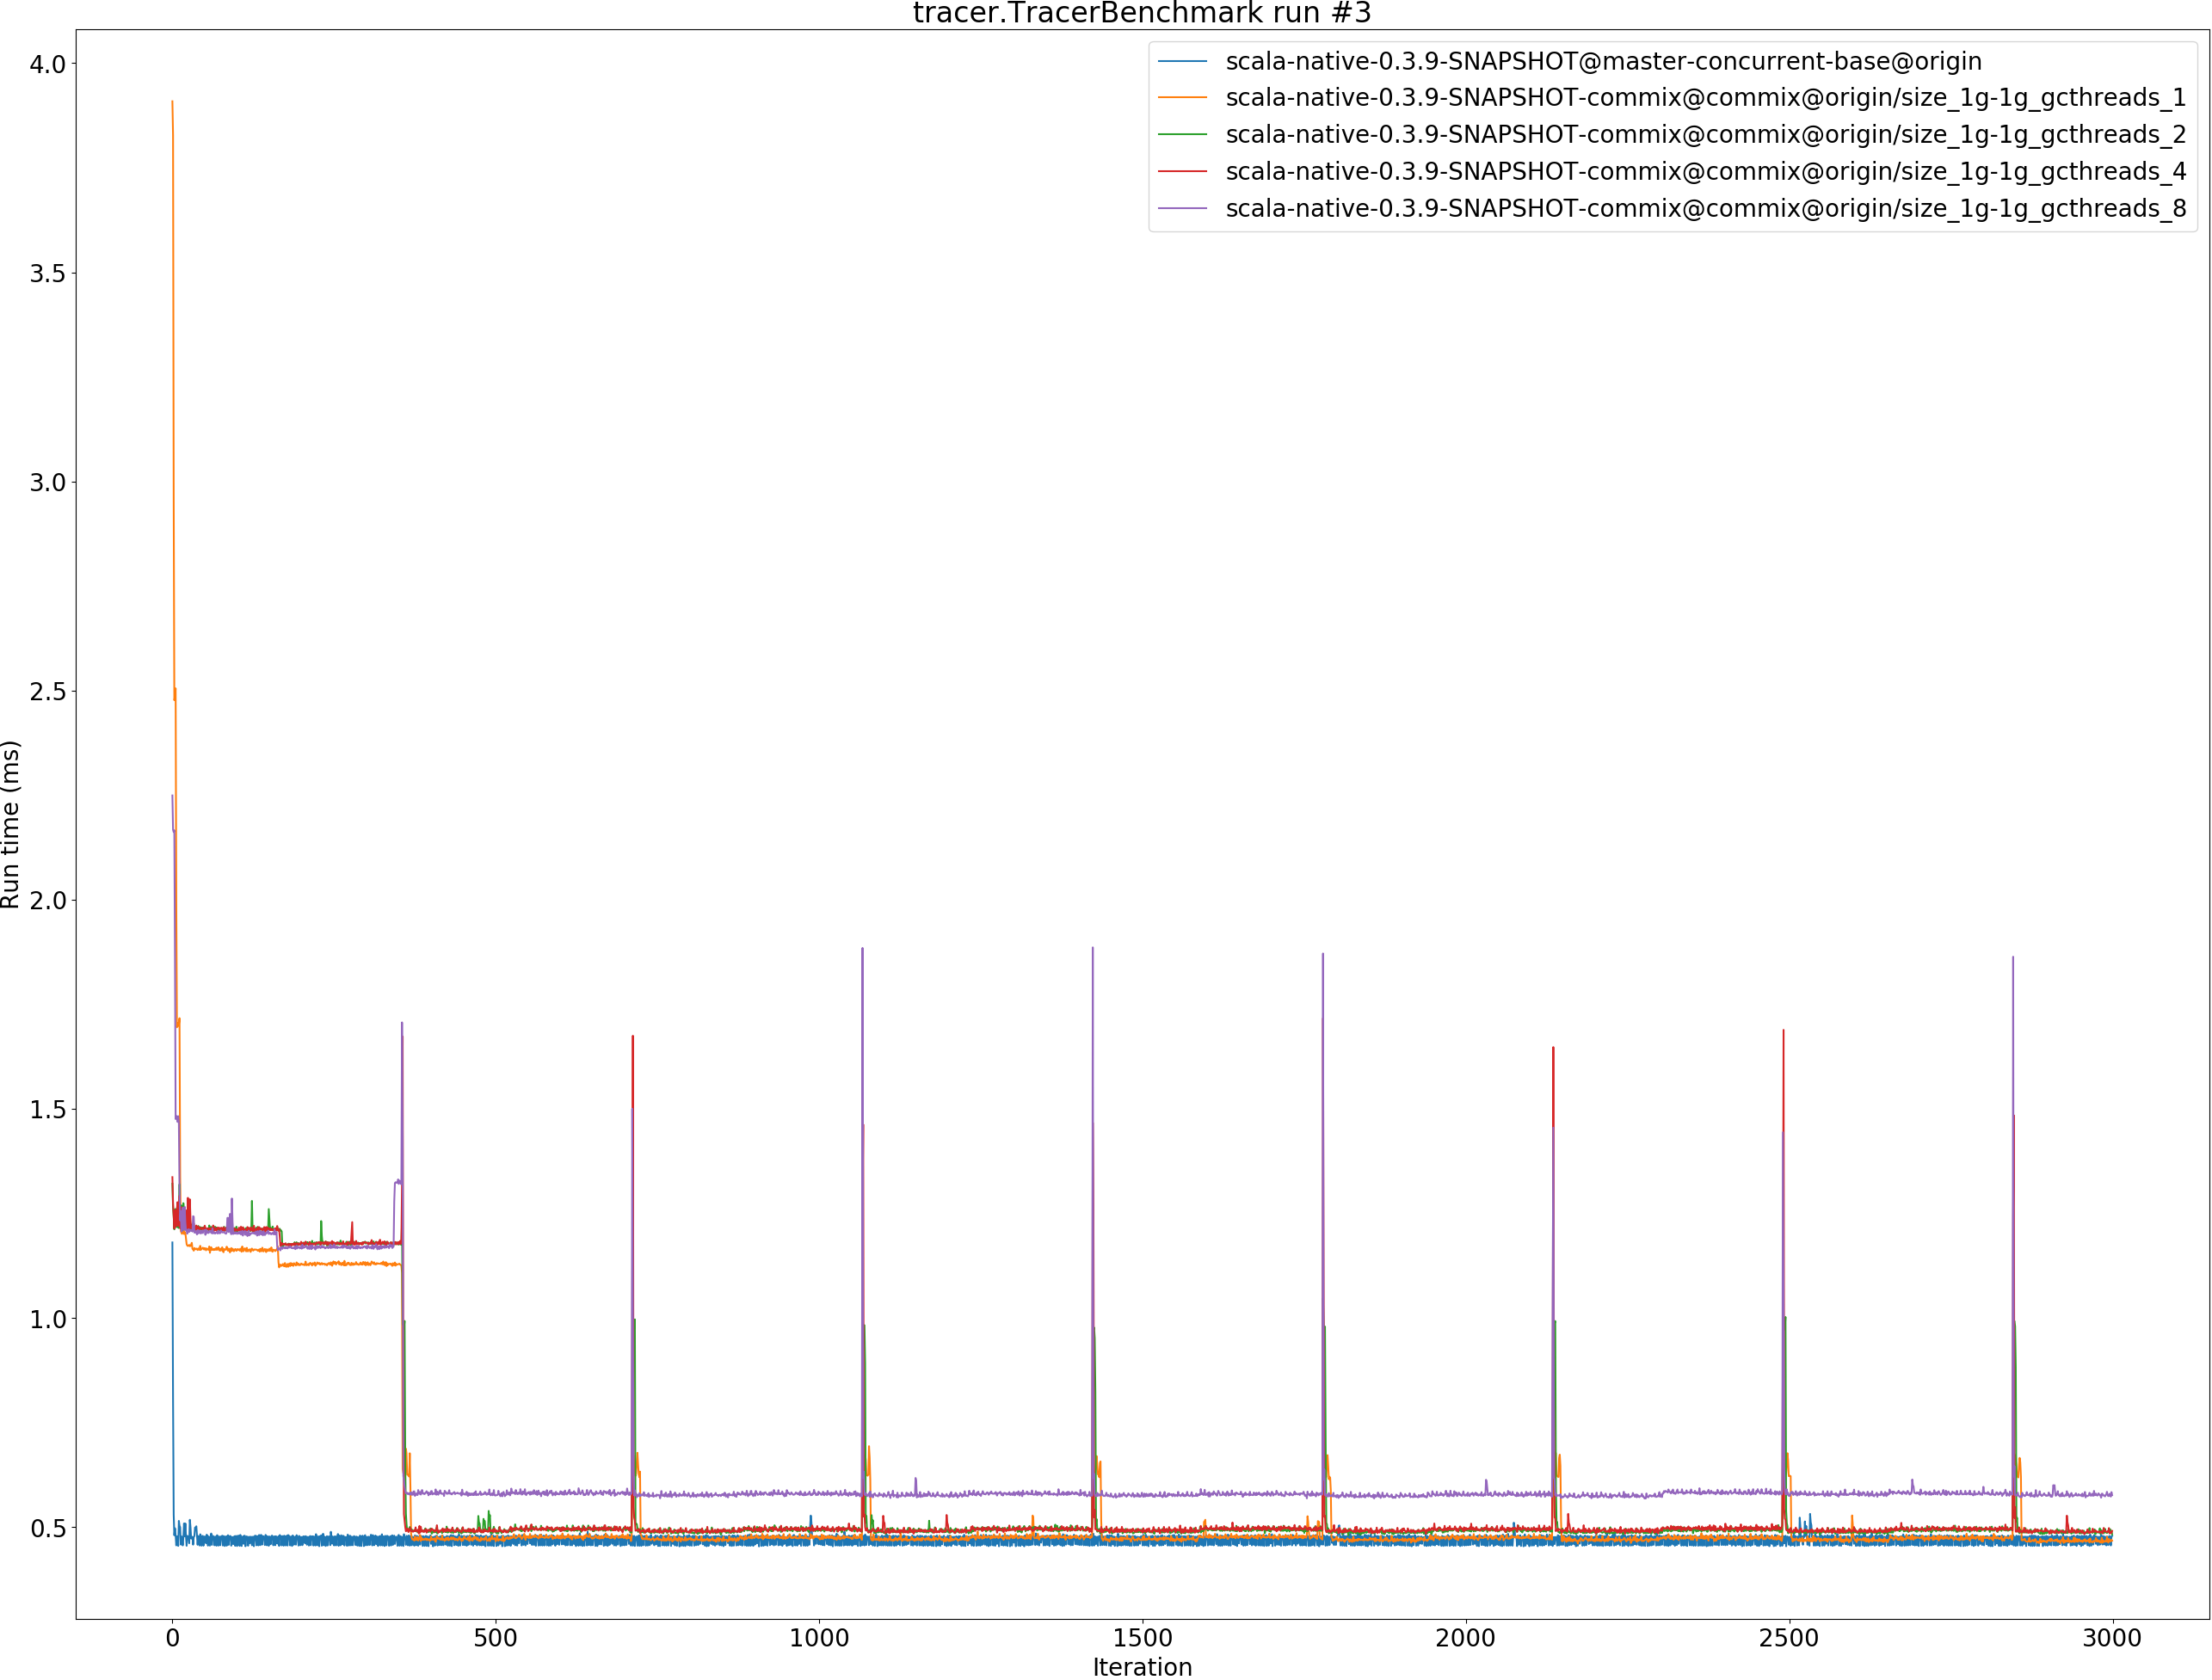 tracer.TracerBenchmark run #3
scala-native-0.3.9-SNAPSHOT@master-concurrent-base@origin
scala-native-0.3.9-SNAPSHOT-commix@commix@origin/size_1g-1g_gcthreads_1
scala-native-0.3.9-SNAPSHOT-commix@commix@origin/size_1g-1g_gcthreads_2
scala-native-0.3.9-SNAPSHOT-commix@commix@origin/size_1g-1g_gcthreads_4
scala-native-0.3.9-SNAPSHOT-commix@commix@origin/size_1g-1g_gcthreads_8
4.0
3.5
3.0
2.5
2.0
1.5
1.0
0.5
Run time (ms)
0 500 1000 1500 2000 2500 3000
Iteration